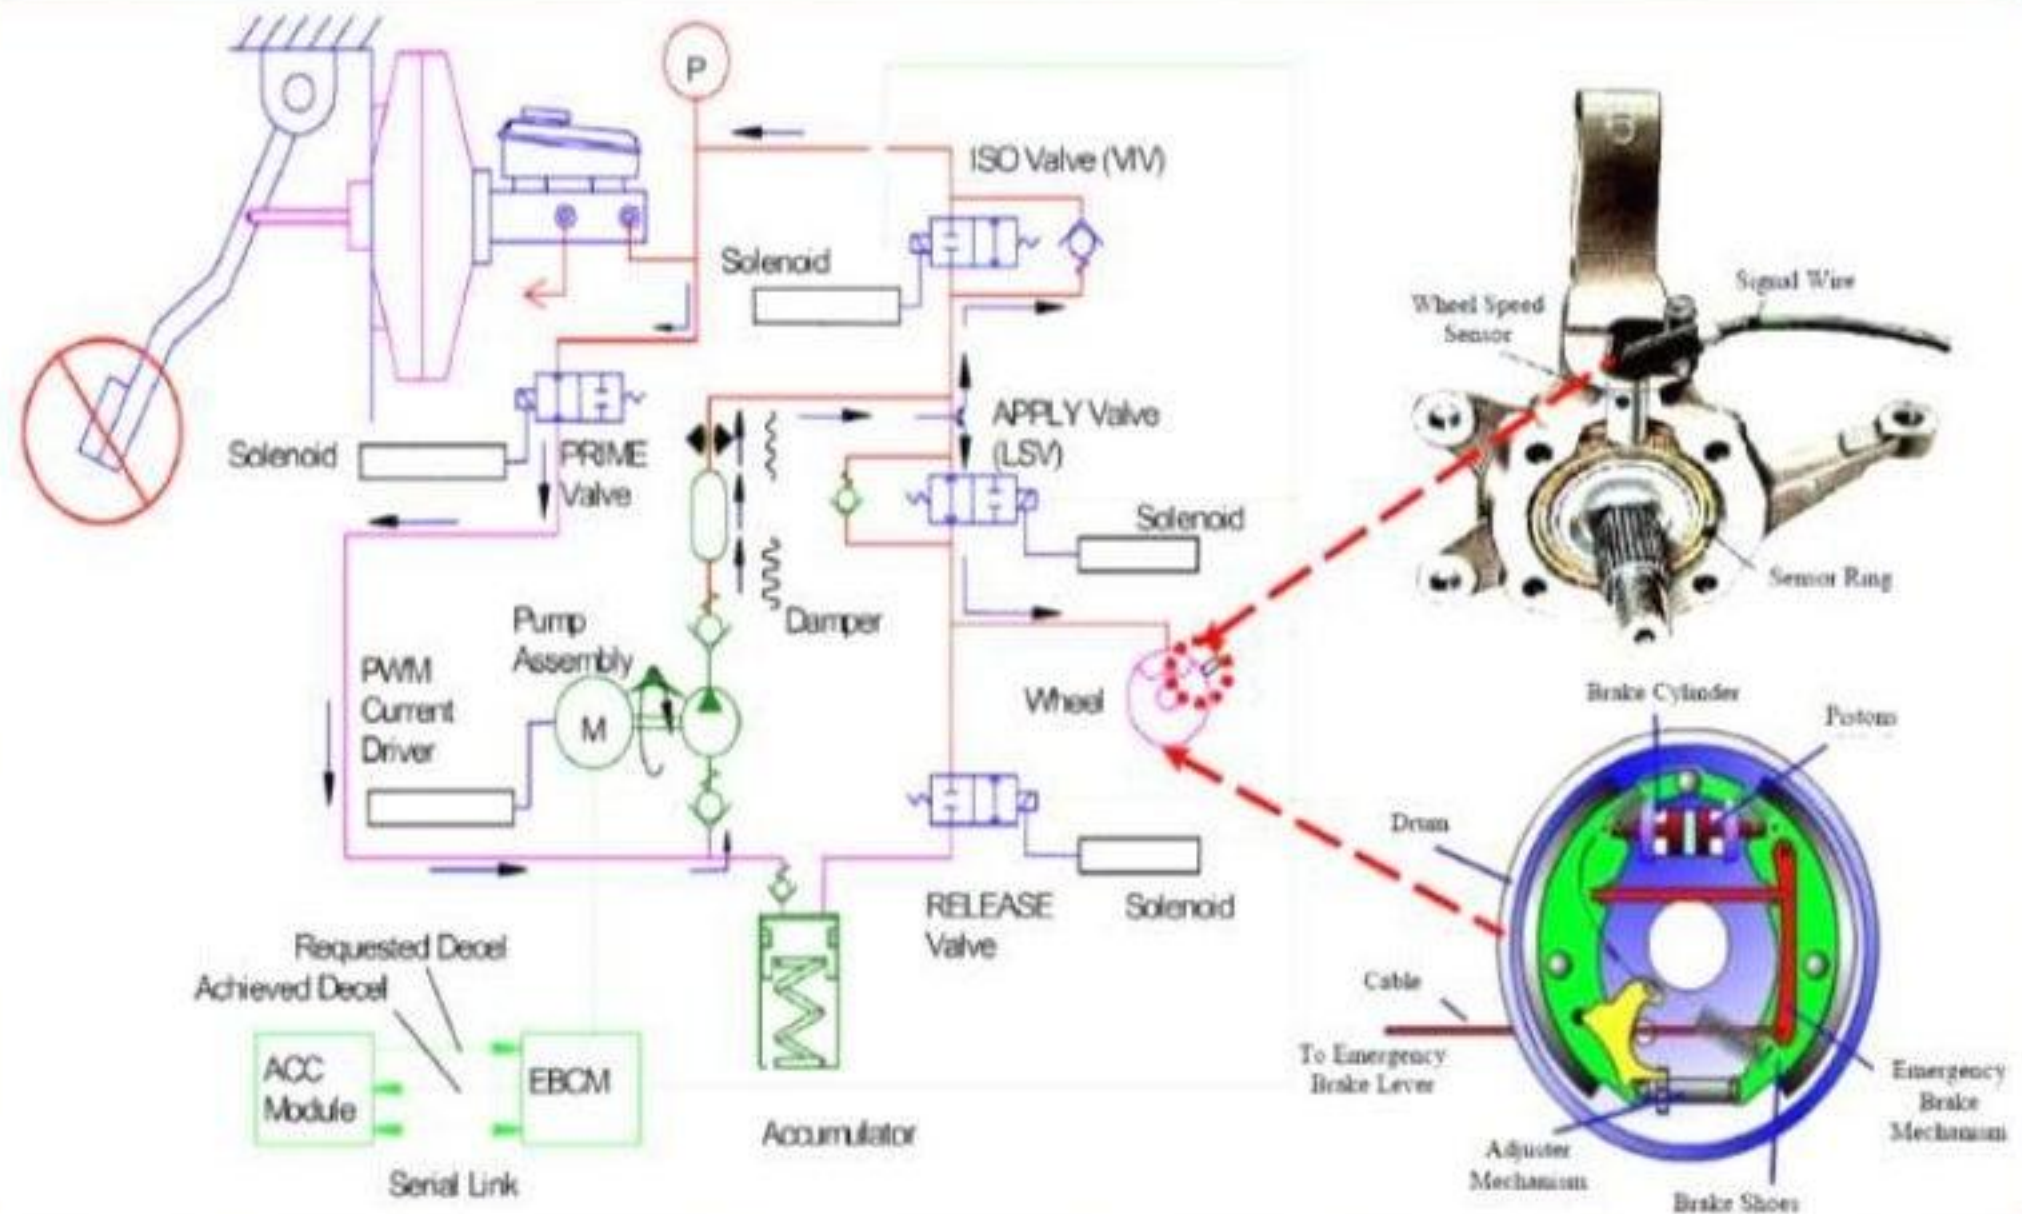 P
ISO Valve (VIV)
Solenoid
Signal Wire
Wheel Speed
Sensor
APPLY Valve
(LSV)
Solenoid
PRIME
Valve
Solenoid
Sensor Ring
Pump
Assembly
Damper
PWM
Current
Driver
M
Wheel
Brake Cylinder
Pistons
Drum
RELEASE
Valve
Solenoid
Requested Decel
Achieved Decel
Cable
To Emergency
Brake Lever
ACC
Module
EBCM
Emergency
Brake
Mechanism
Accumulator
Adjuster
Mechanism
Serial Link
Brake Shoes